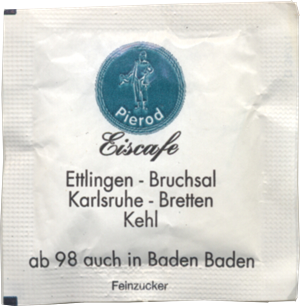 Pierod
Eiscafe
Ettlingen - Bruchsal
Karlsruhe - Bretten
Kehl
ab 98 auch in Baden Baden
Feinzucker